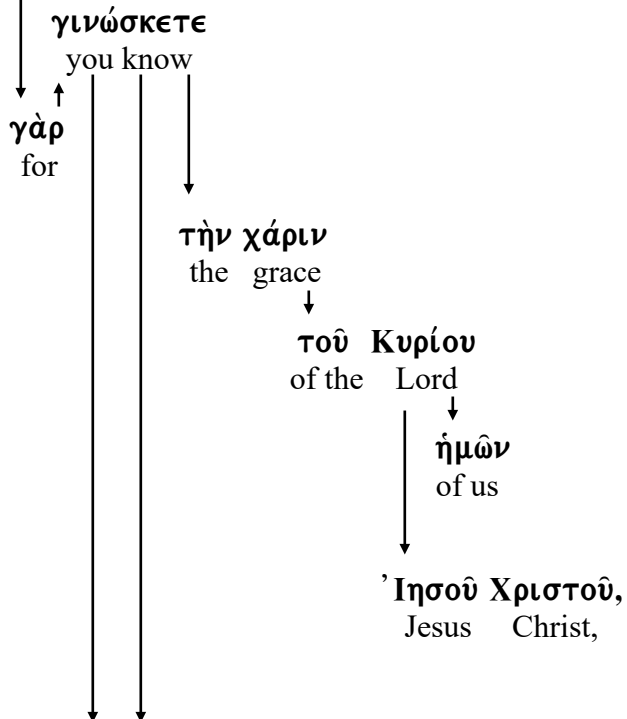 γινώσκετε
you know
γὰρ
for
τὴν χάριν
the grace
τοῦ Κυρίου
of the Lord
ἡμῶν
of us
Ἰησοῦ Χριστοῦ,
Jesus Christ,